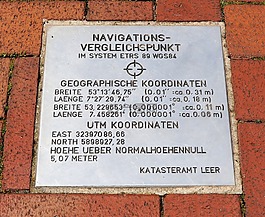 NAVIGATIONS-
VERGLEICHSPUNKT
IM SYSTEM ETRS 89 WGS84
GEOGRAPHISCHE KOORDINATEN
BREITE 53°13'46,75" (0,01" :ca.0.31 m)
LAENGE 7°27'29,74" (0,01" :ca.0,18 m)
BREITE 53,229653° (0,000001° :ca.0,11 m)
LAENGE 7.458261° (0,000001° :ca.0,06 m)
UTM KOORDINATEN
EAST 32397086,66
NORTH 5898927,28
HOEHE UEBER NORMALHOEHENNULL
5,07 METER
KATASTERAMT LEER